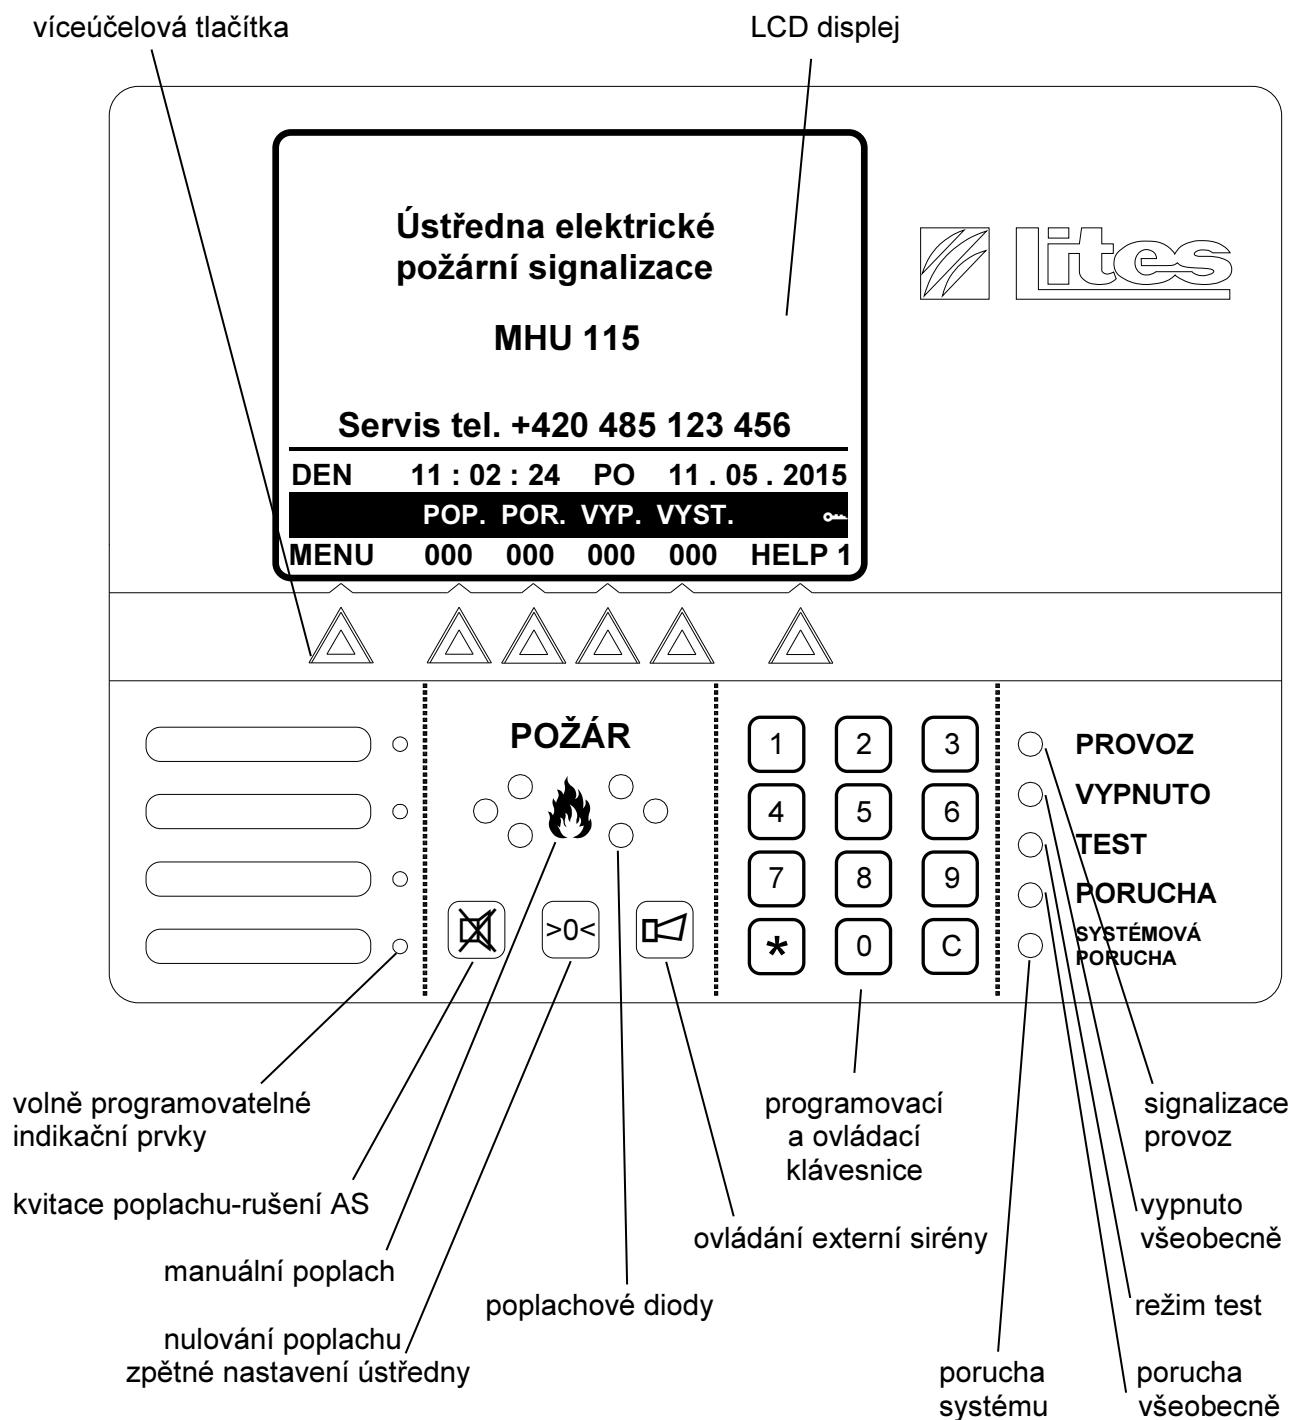 víceúčelová tlačítka
LCD displej
Ústředna elektrické
požární signalizace
MHU 115
Servis tel. +420 485 123 456
DEN 11 : 02 : 24 PO 11 . 05 . 2015
POP. POR. VYP. VYST.
MENU 000 000 000 000 HELP 1
Lites
POŽÁR
>0<
1 2 3
4 5 6
7 8 9
* 0 C
PROVOZ
VYPNUTO
TEST
PORUCHA
SYSTÉMOVÁ
PORUCHA
volně programovatelné
indikační prvky
kvitace poplachu-rušení AS
manuální poplach
nulování poplachu
zpětné nastavení ústředny
poplachové diody
ovládání externí sirény
programovací
a ovládací
klávesnice
signalizace
provoz
vypnuto
všeobecně
režim test
porucha
systému
porucha
všeobecně